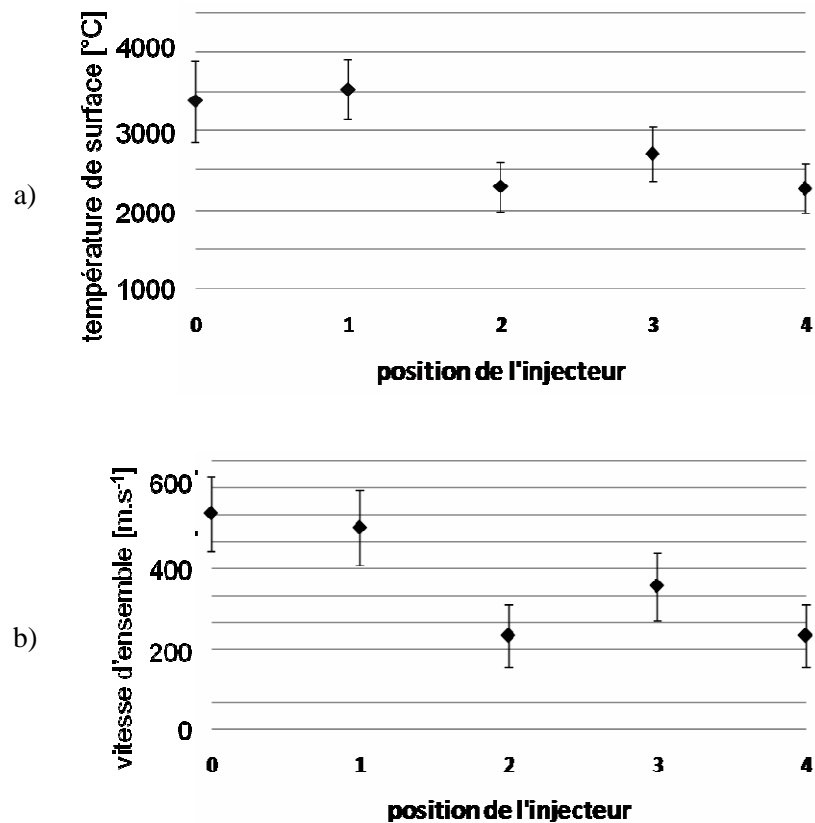 a)
température de surface [°C]
4000
3000
2000
1000
0 1 2 3 4
position de l'injecteur
b)
vitesse d'ensemble [m.s⁻¹]
600
400
200
0
0 1 2 3 4
position de l'injecteur